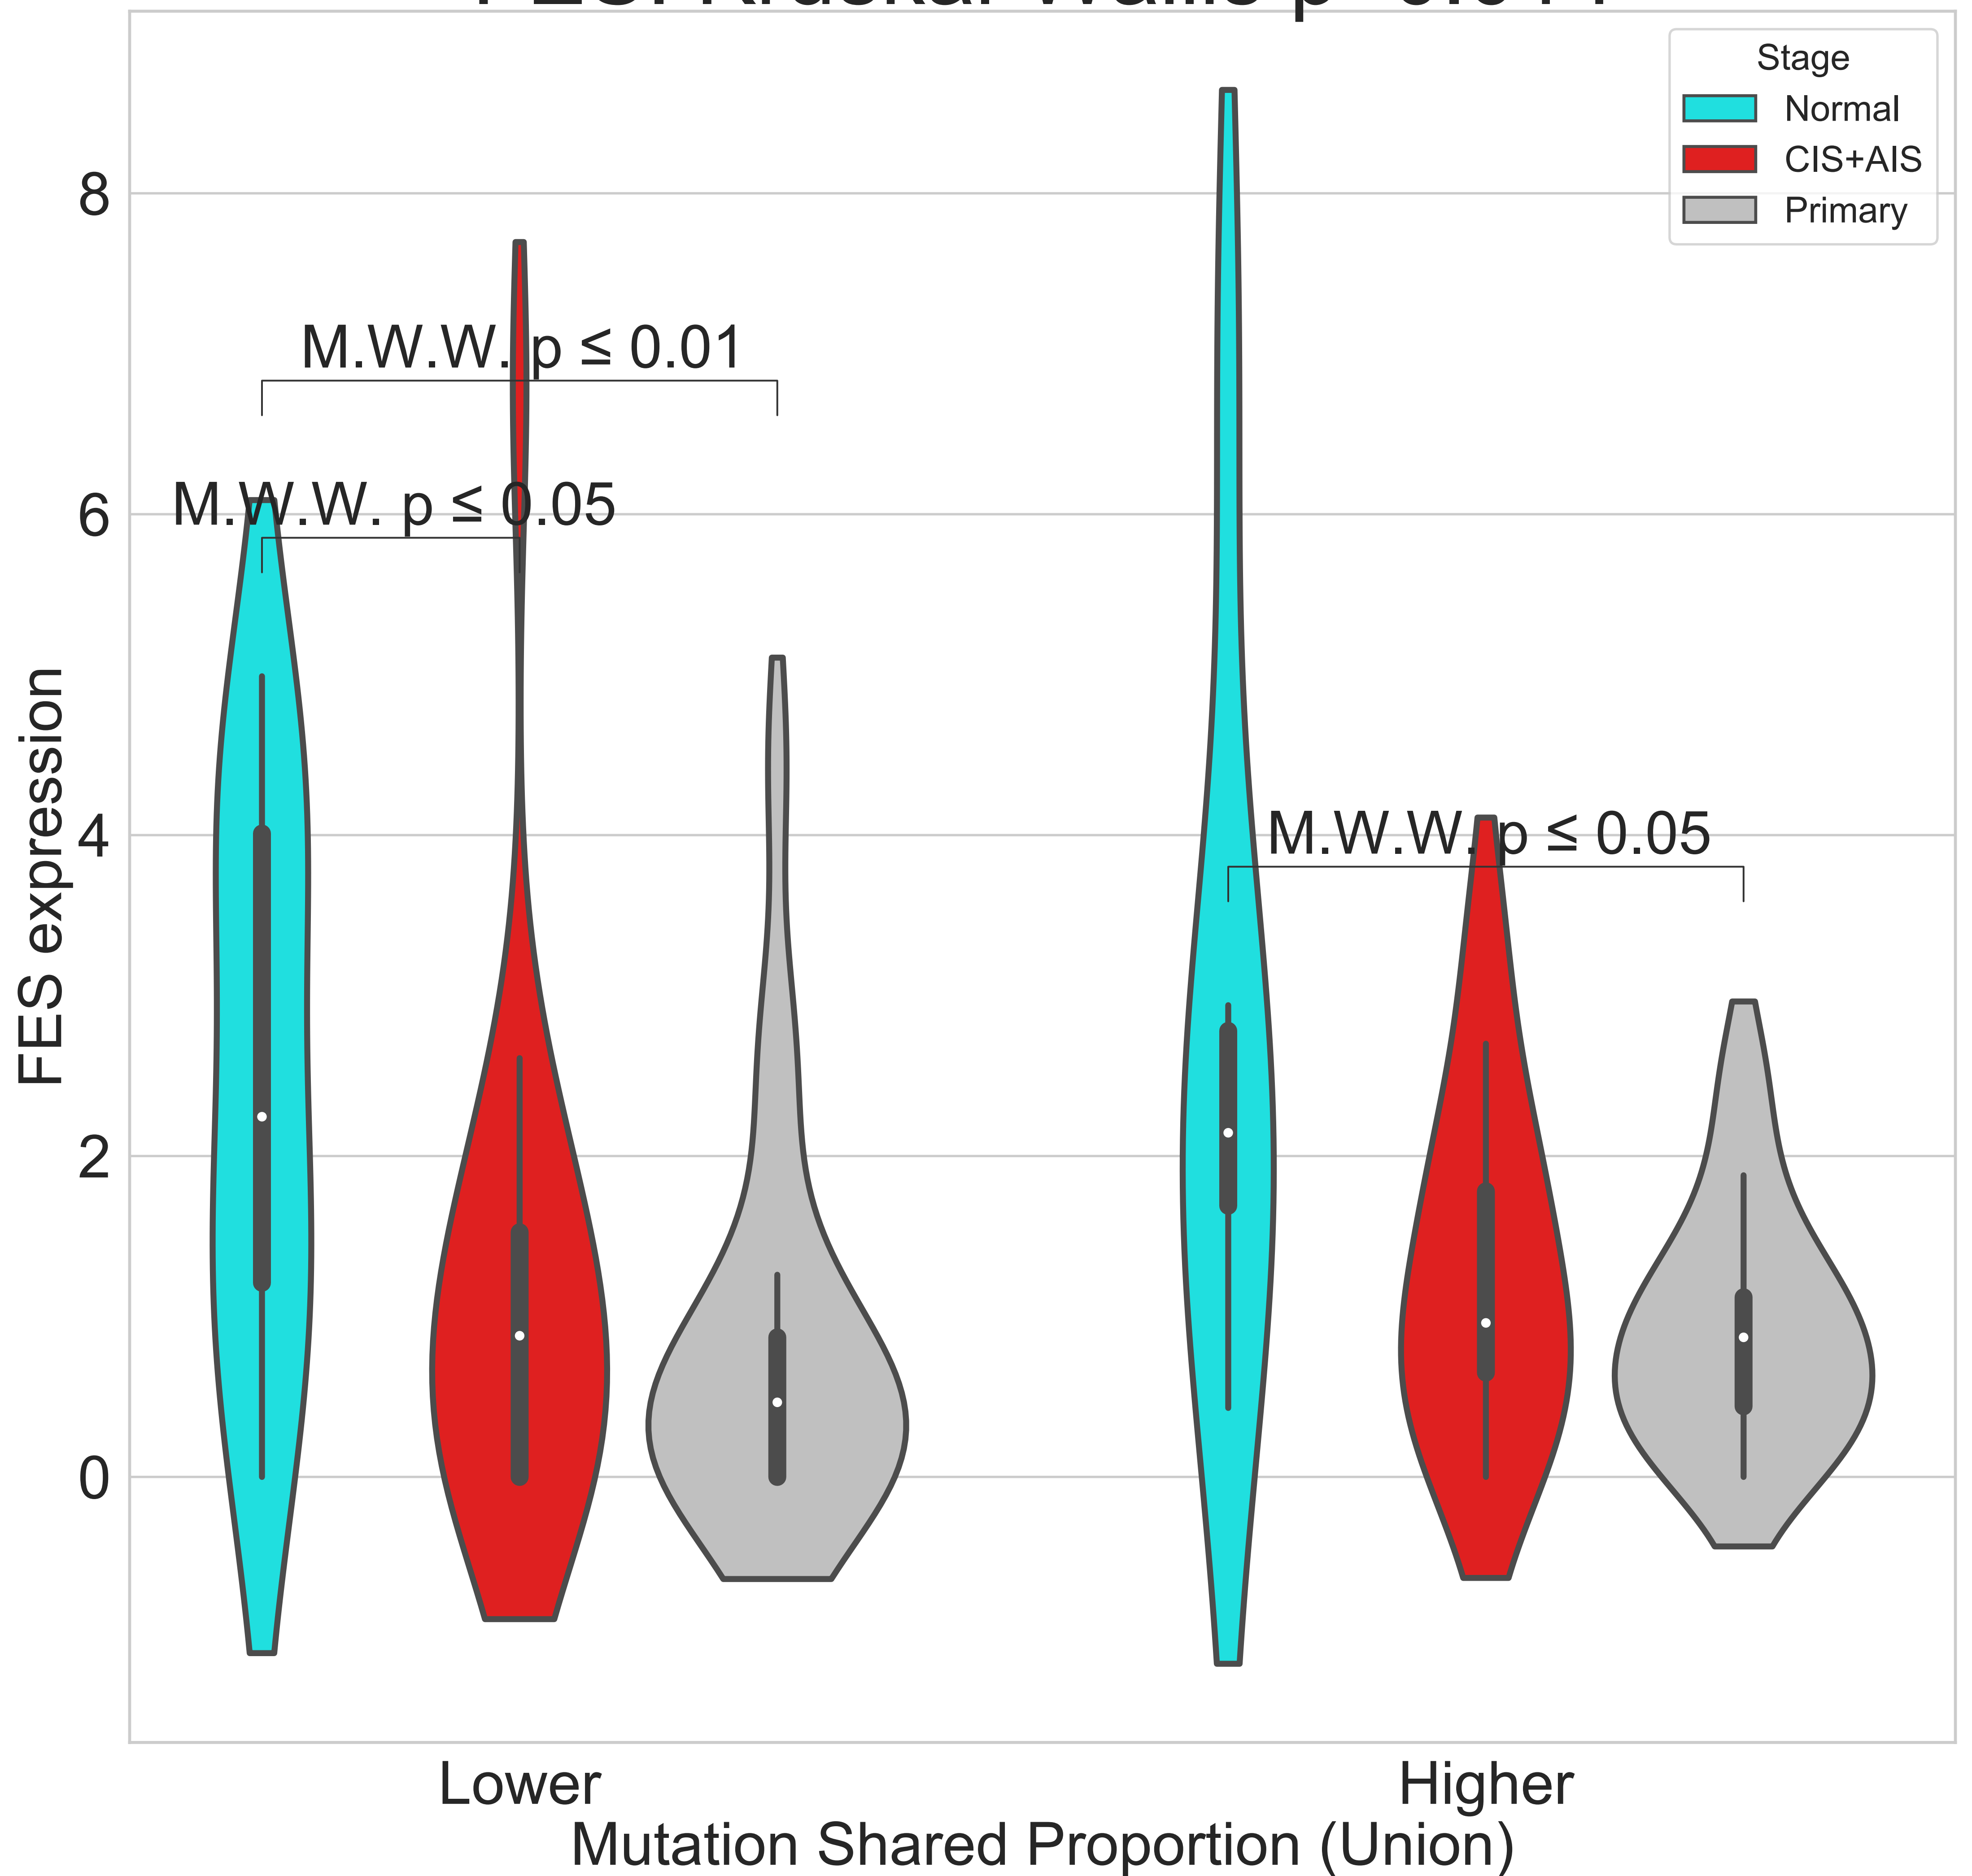 Stage
Normal
CIS+AIS
Primary
8
M.W.W. p ≤ 0.01
6
M.W.W. p ≤ 0.05
4
M.W.W. p ≤ 0.05
2
0
FES expression
Lower
Higher
Mutation Shared Proportion (Union)